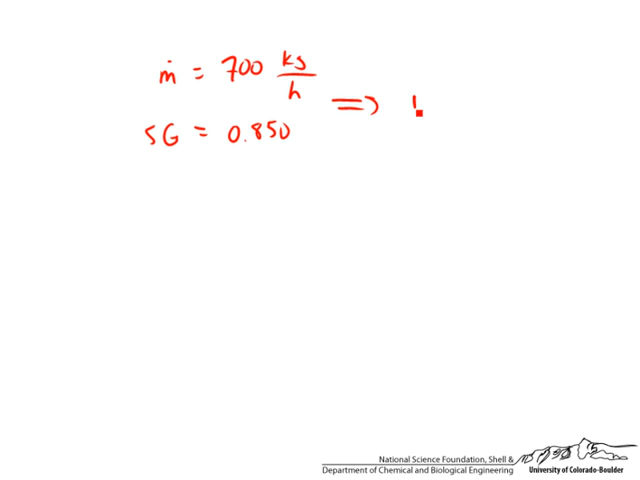 ṁ = 700 kg/h
⇒
SG = 0.850
National Science Foundation, Shell &
Department of Chemical and Biological Engineering
University of Colorado-Boulder